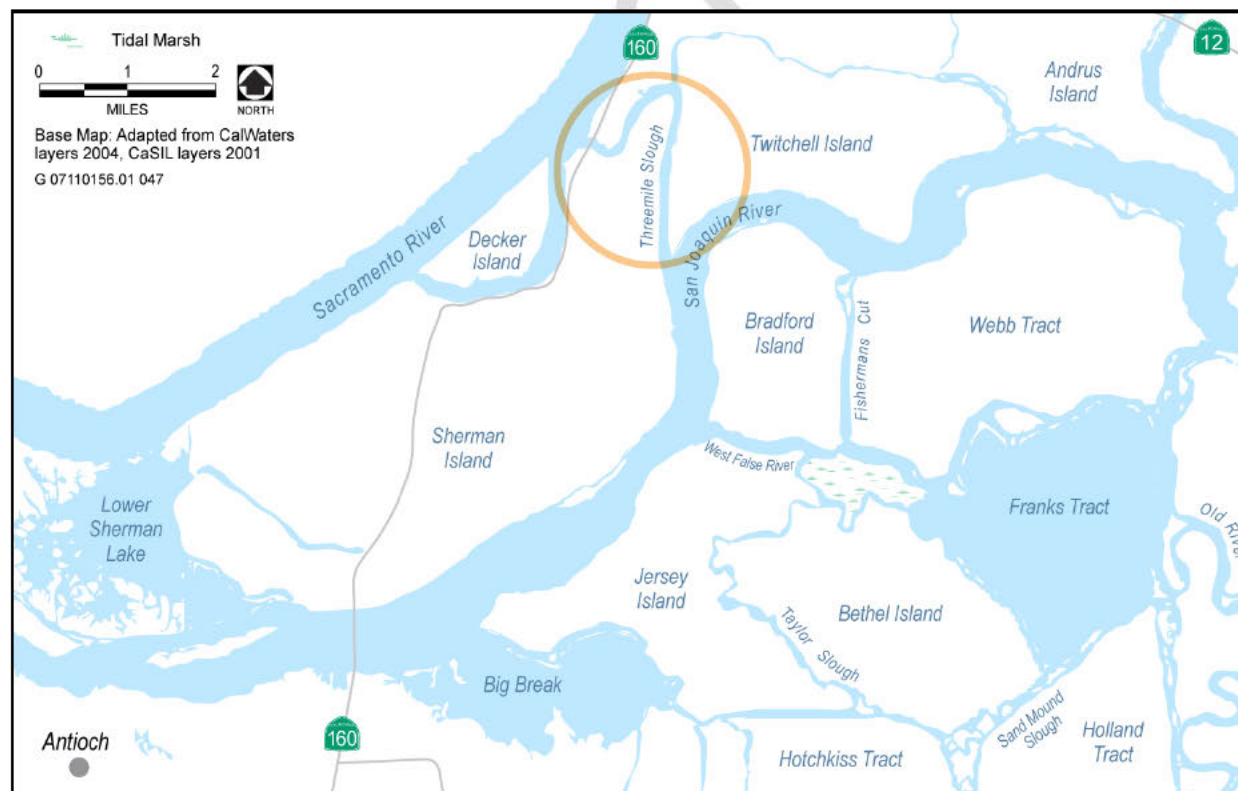 Tidal Marsh
0 1 2
MILES
NORTH
Base Map: Adapted from CalWaters
layers 2004, CaSIL layers 2001
G 07110156.01 047
160
12
Andrus
Island
Threemile Slough
Twitchell Island
Sacramento River
Decker
Island
San Joaquin River
Bradford
Island
Fishermans Cut
Webb Tract
Sherman
Island
West False River
Lower
Sherman
Lake
Franks Tract
Old River
Jersey
Island
Taylor Slough
Bethel Island
Big Break
Sand Mound
Slough
Holland
Tract
Hotchkiss Tract
160
Antioch